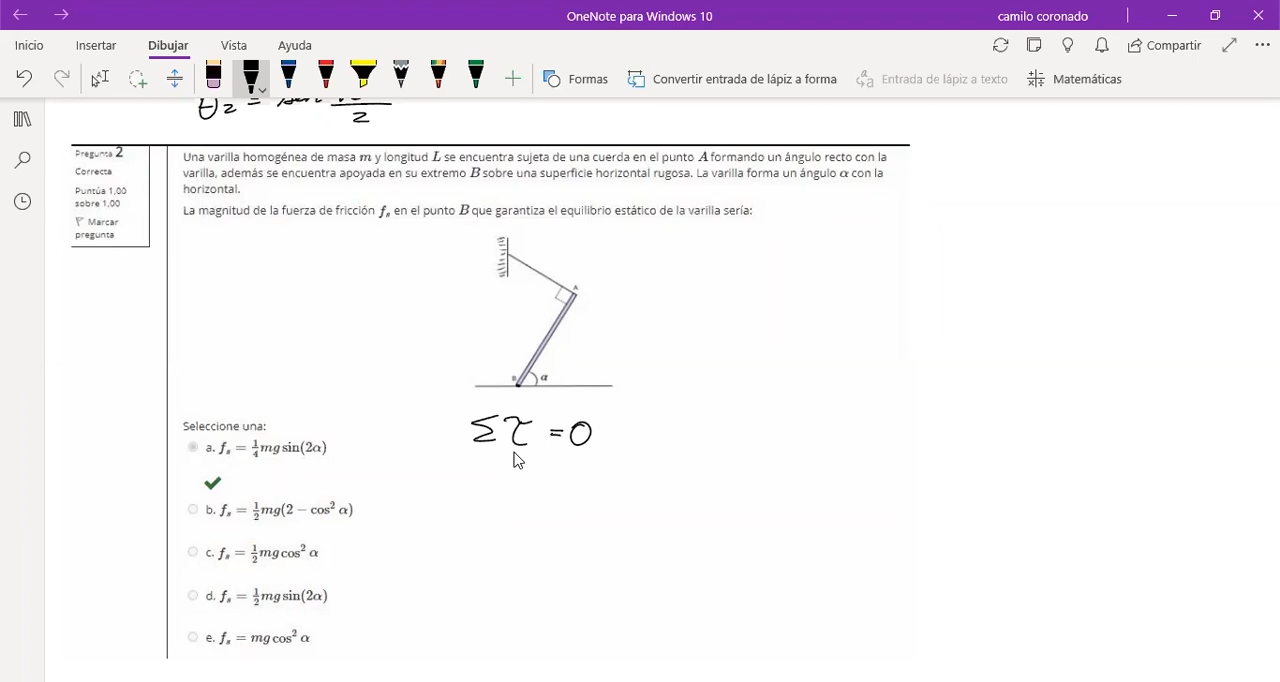 OneNote para Windows 10
camilo coronado
Inicio Insertar Dibujar Vista Ayuda Compartir
Formas Convertir entrada de lápiz a forma Entrada de lápiz a texto Matemáticas
θ₂ = sen
2
Pregunta 2
Correcta
Puntúa 1,00
sobre 1,00
Marcar
pregunta
Una varilla homogénea de masa m y longitud L se encuentra sujeta de una cuerda en el punto A formando un ángulo recto con la
varilla, además se encuentra apoyada en su extremo B sobre una superficie horizontal rugosa. La varilla forma un ángulo α con la
horizontal.
La magnitud de la fuerza de fricción fₛ en el punto B que garantiza el equilibrio estático de la varilla sería:
A
B α
Σ τ = 0
Seleccione una:
a. fₛ = 1/4 mg sin(2α)
b. fₛ = 1/2 mg(2 − cos² α)
c. fₛ = 1/2 mg cos² α
d. fₛ = 1/2 mg sin(2α)
e. fₛ = mg cos² α